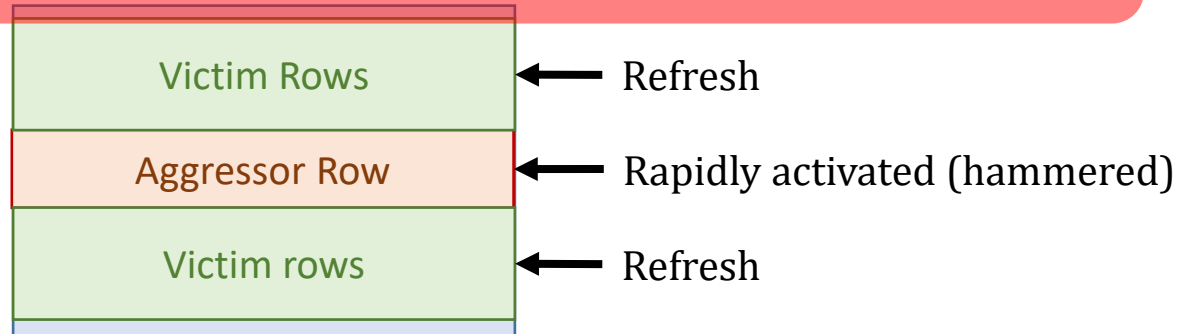 Victim Rows
Refresh
Aggressor Row
Rapidly activated (hammered)
Victim rows
Refresh